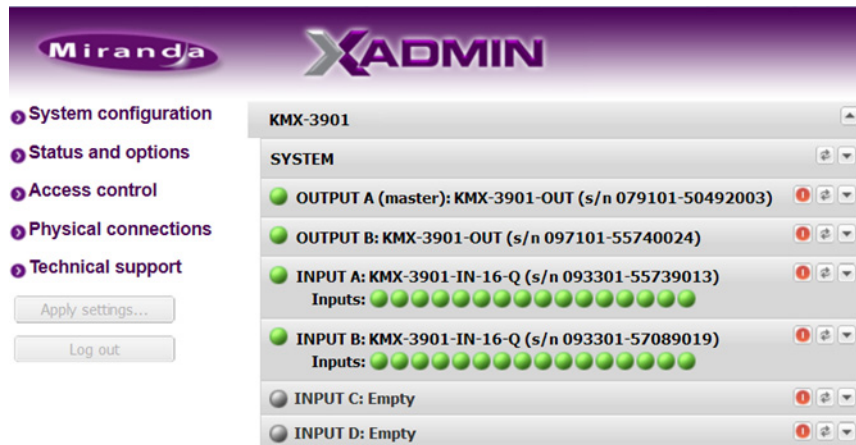 Miranda
XADMIN
System configuration
Status and options
Access control
Physical connections
Technical support
Apply settings...
Log out
KMX-3901
SYSTEM
OUTPUT A (master): KMX-3901-OUT (s/n 079101-50492003)
OUTPUT B: KMX-3901-OUT (s/n 097101-55740024)
INPUT A: KMX-3901-IN-16-Q (s/n 093301-55739013)
Inputs:
INPUT B: KMX-3901-IN-16-Q (s/n 093301-57089019)
Inputs:
INPUT C: Empty
INPUT D: Empty